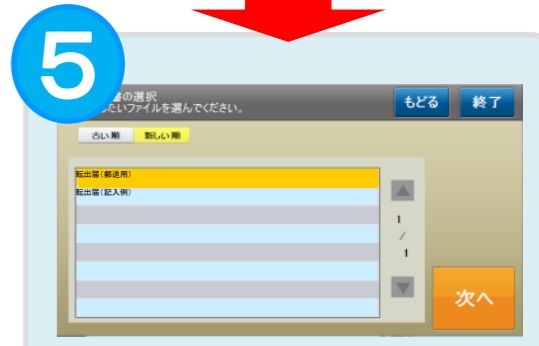 5
書の選択
たいファイルを選んでください。
もどる
終了
古い順
新しい順
転出届(郵送用)
転出届(記入例)
1
/
1
次へ